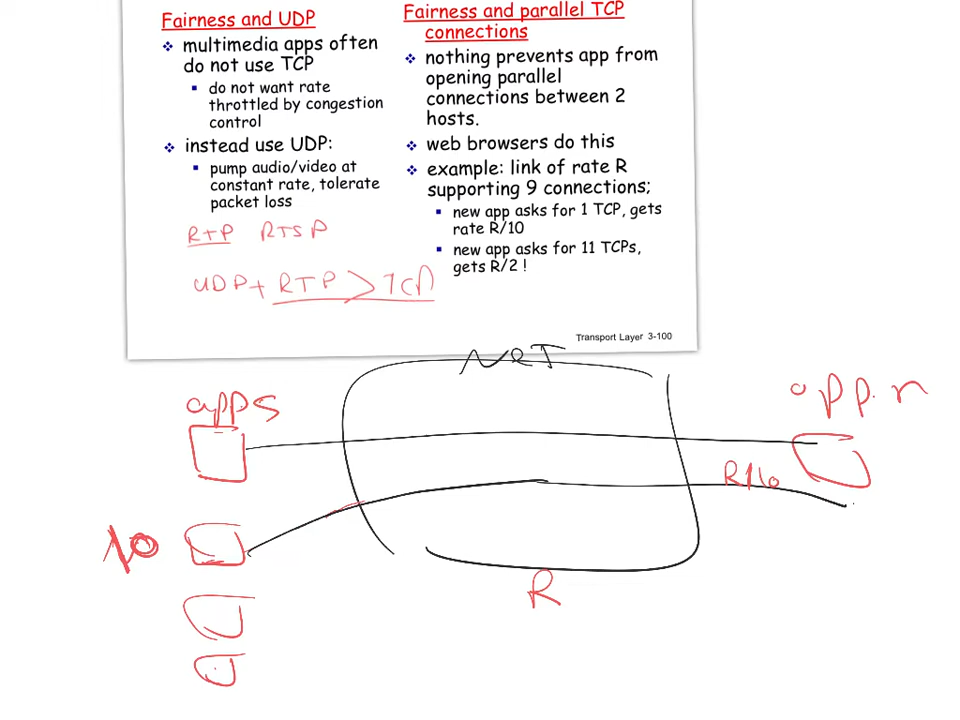 Fairness and UDP
multimedia apps often
do not use TCP
do not want rate
throttled by congestion
control
instead use UDP:
pump audio/video at
constant rate, tolerate
packet loss
RTP RTSP
UDP + RTP > TCP
Fairness and parallel TCP
connections
nothing prevents app from
opening parallel
connections between 2
hosts.
web browsers do this
example: link of rate R
supporting 9 connections;
new app asks for 1 TCP, gets
rate R/10
new app asks for 11 TCPs,
gets R/2 !
Transport Layer 3-100
NET
apps
app.n
R/10
10
R